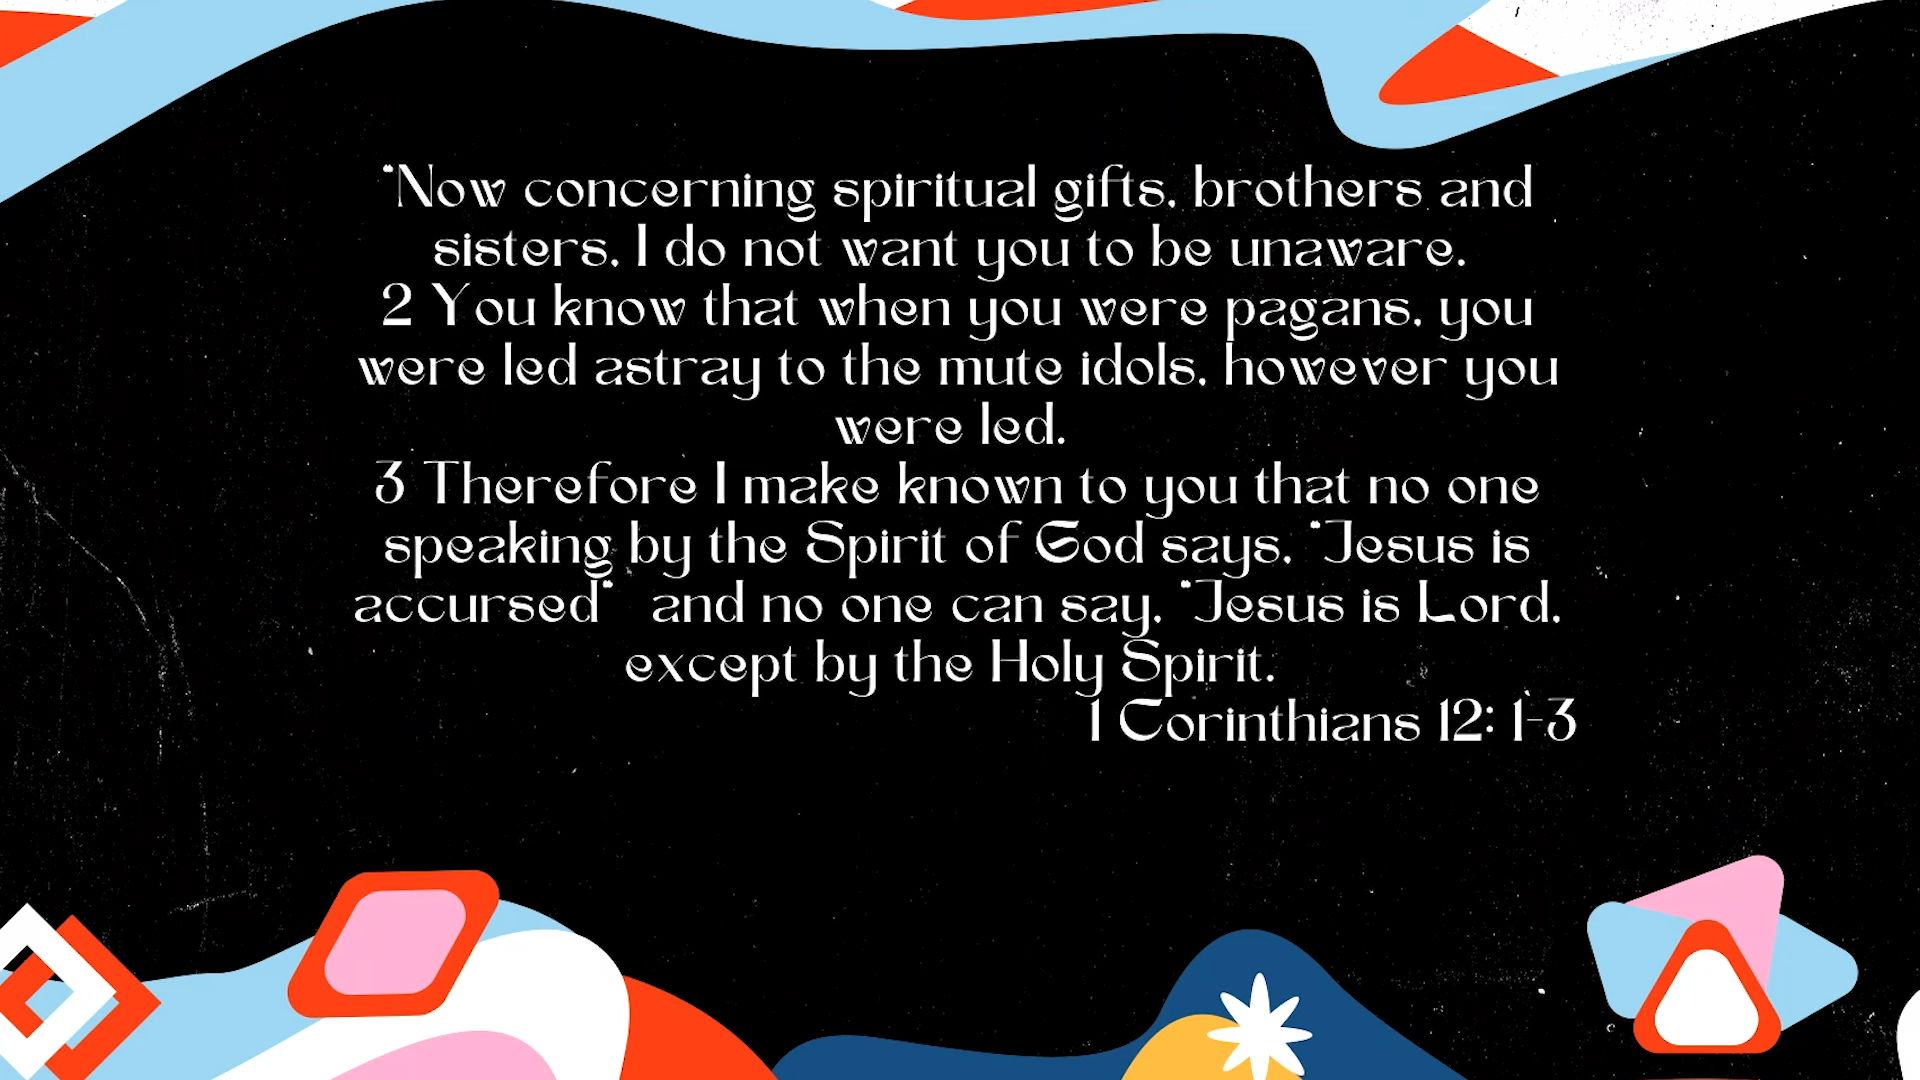 "Now concerning spiritual gifts, brothers and
sisters, I do not want you to be unaware.
2 You know that when you were pagans, you
were led astray to the mute idols, however you
were led.
3 Therefore I make known to you that no one
speaking by the Spirit of God says, "Jesus is
accursed" and no one can say, "Jesus is Lord,
except by the Holy Spirit.
1 Corinthians 12: 1-3